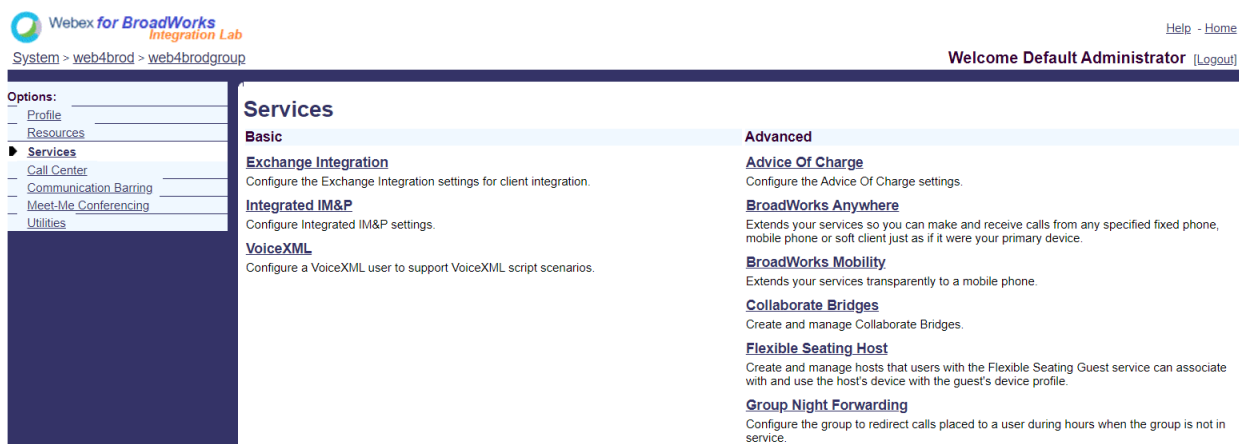 Webex for BroadWorks
Integration Lab
Help - Home
System > web4brod > web4brodgroup
Welcome Default Administrator [Logout]
Options:
Profile
Resources
Services
Call Center
Communication Barring
Meet-Me Conferencing
Utilities
Services
Basic
Exchange Integration
Configure the Exchange Integration settings for client integration.
Integrated IM&P
Configure Integrated IM&P settings.
VoiceXML
Configure a VoiceXML user to support VoiceXML script scenarios.
Advanced
Advice Of Charge
Configure the Advice Of Charge settings.
BroadWorks Anywhere
Extends your services so you can make and receive calls from any specified fixed phone,
mobile phone or soft client just as if it were your primary device.
BroadWorks Mobility
Extends your services transparently to a mobile phone.
Collaborate Bridges
Create and manage Collaborate Bridges.
Flexible Seating Host
Create and manage hosts that users with the Flexible Seating Guest service can associate
with and use the host's device with the guest's device profile.
Group Night Forwarding
Configure the group to redirect calls placed to a user during hours when the group is not in
service.